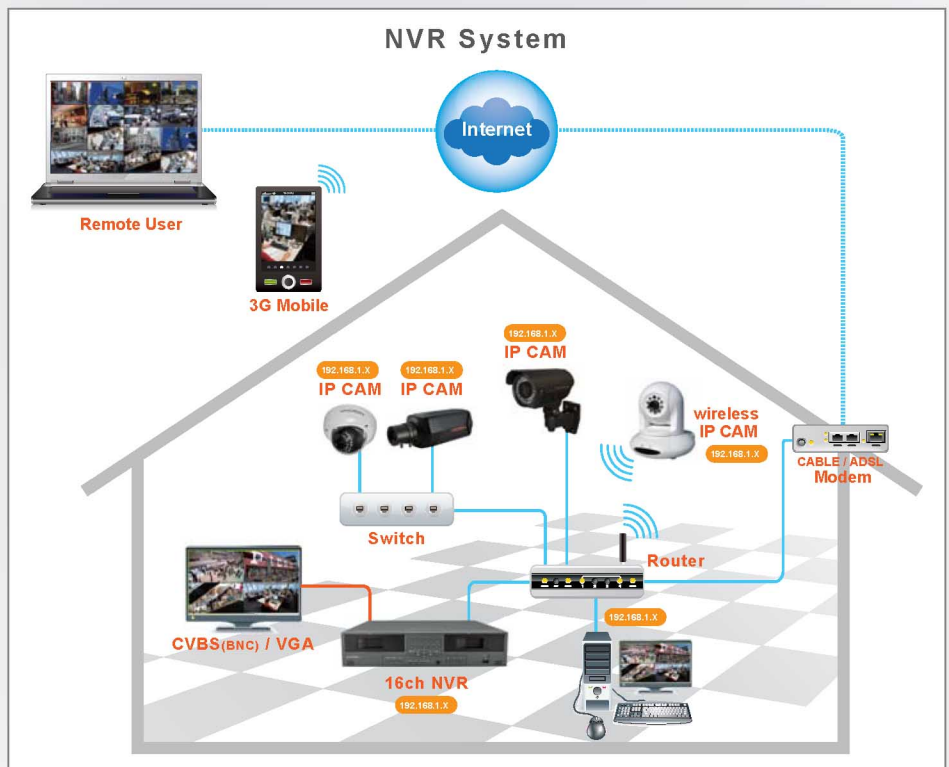 NVR System
Internet
Remote User
3G Mobile
192.168.1.X
IP CAM
192.168.1.X
IP CAM
192.168.1.X
IP CAM
wireless
IP CAM
192.168.1.X
CABLE / ADSL
Modem
Switch
Router
CVBS(BNC) / VGA
16ch NVR
192.168.1.X
192.168.1.X